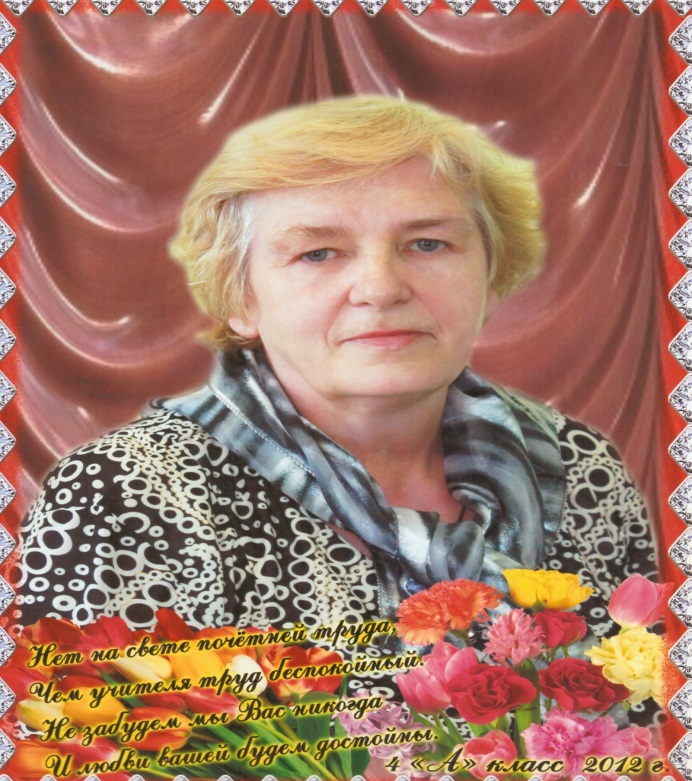 Нет на свете почётней труда,
Чем учителя труд беспокойный.
Не забудем мы Вас никогда
И любви вашей будем достойны.
4 «А» класс 2012 г.